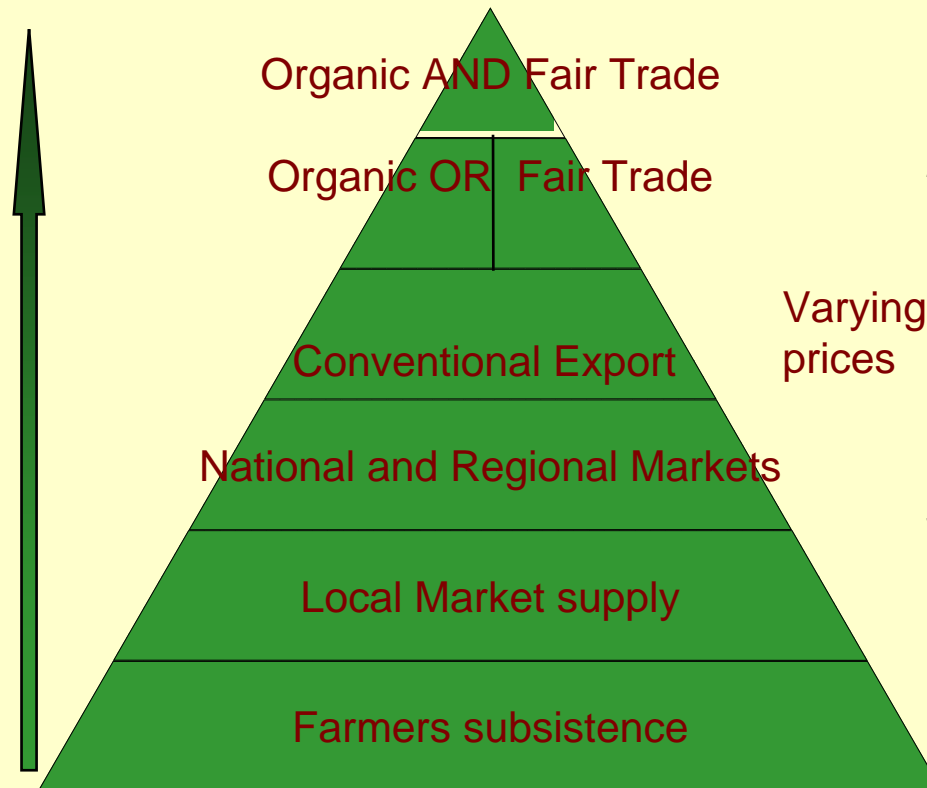 Organic AND Fair Trade
Organic OR Fair Trade
Varying
prices
Conventional Export
National and Regional Markets
Local Market supply
Farmers subsistence